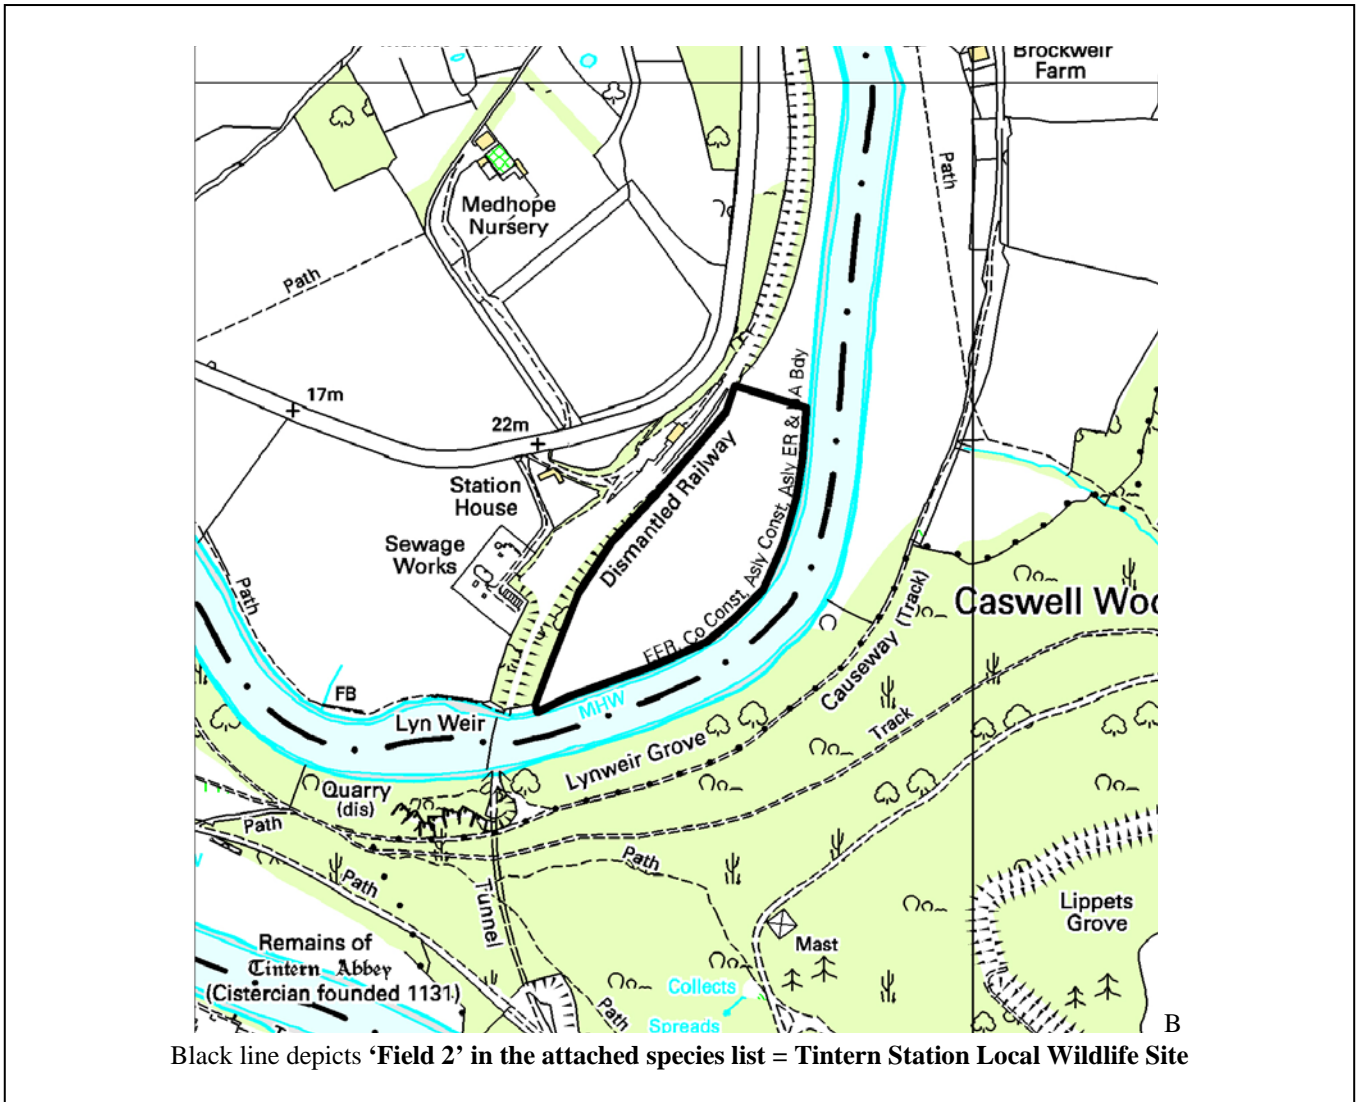 Brockweir
Farm
Path
Medhope
Nursery
Path
17m
22m
Station
House
Sewage
Works
Dismantled Railway
FFB, Co Const, Asly Const, Asly ER & A Bdy
Path
Caswell Woo
Causeway (Track)
FB
Lyn Weir
MHW
Lynweir Grove
Track
Quarry
(dis)
Path
Path
Path
Tunnel
Lippets
Grove
Mast
Remains of
Tintern Abbey
(Cistercian founded 1131)
Collects
Spreads
Path
B
Black line depicts ‘Field 2’ in the attached species list = Tintern Station Local Wildlife Site